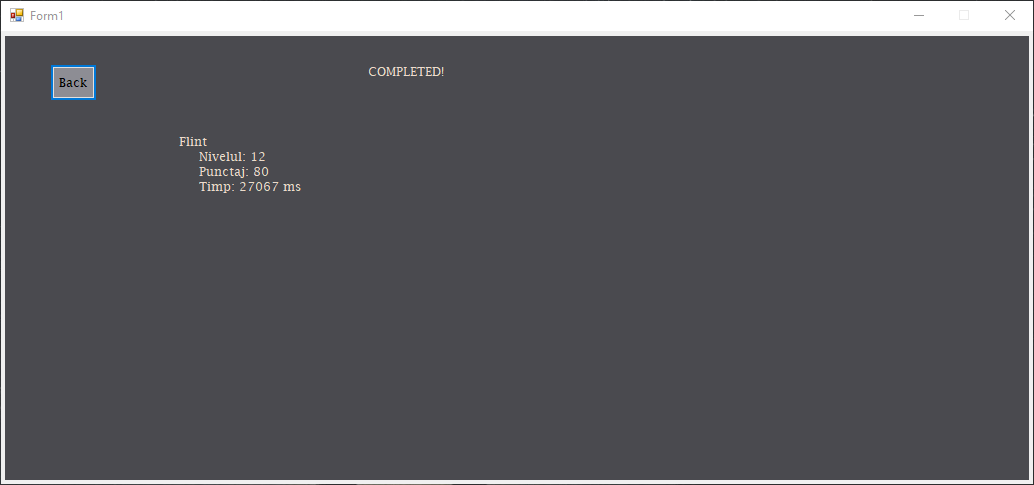 Form1
Back
COMPLETED!
Flint
Nivelul: 12
Punctaj: 80
Timp: 27067 ms